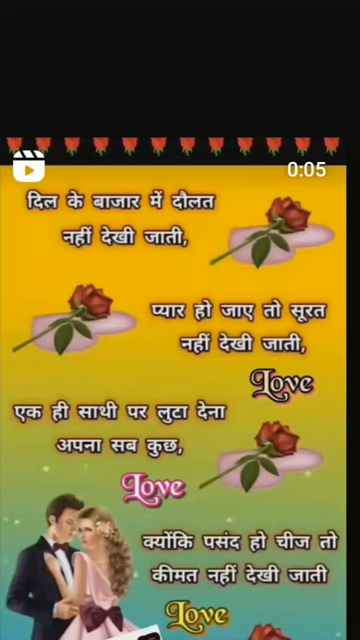 0:05
दिल के बाजार में दौलत
नहीं देखी जाती,
प्यार हो जाए तो सूरत
नहीं देखी जाती,
Love
एक ही साथी पर लुटा देना
अपना सब कुछ,
Love
क्योंकि पसंद हो चीज तो
कीमत नहीं देखी जाती
Love